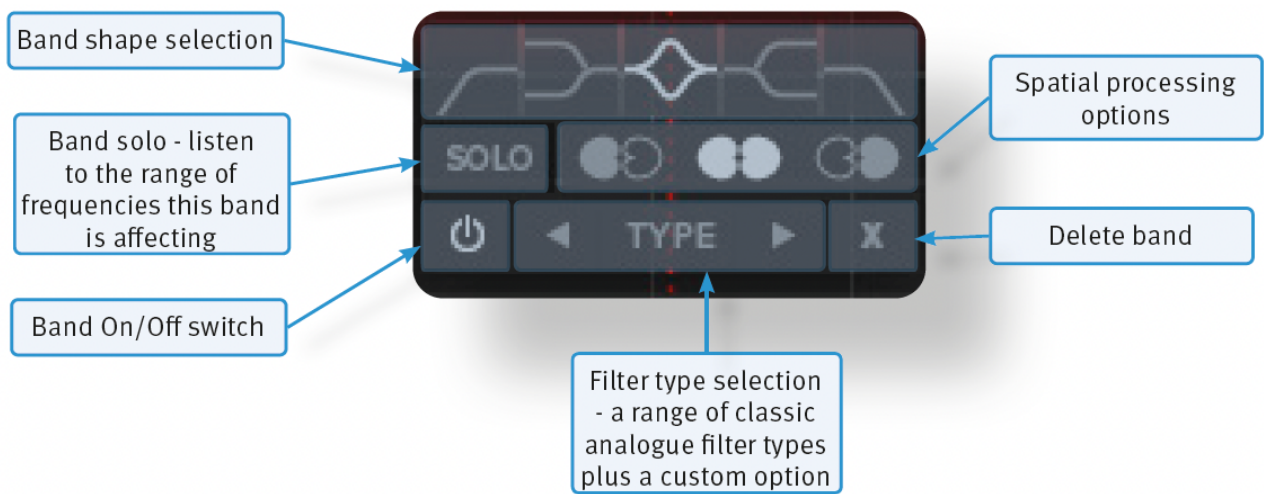 Band shape selection
Band solo - listen
to the range of
frequencies this band
is affecting
Band On/Off switch
SOLO
TYPE
X
Spatial processing
options
Delete band
Filter type selection
- a range of classic
analogue filter types
plus a custom option